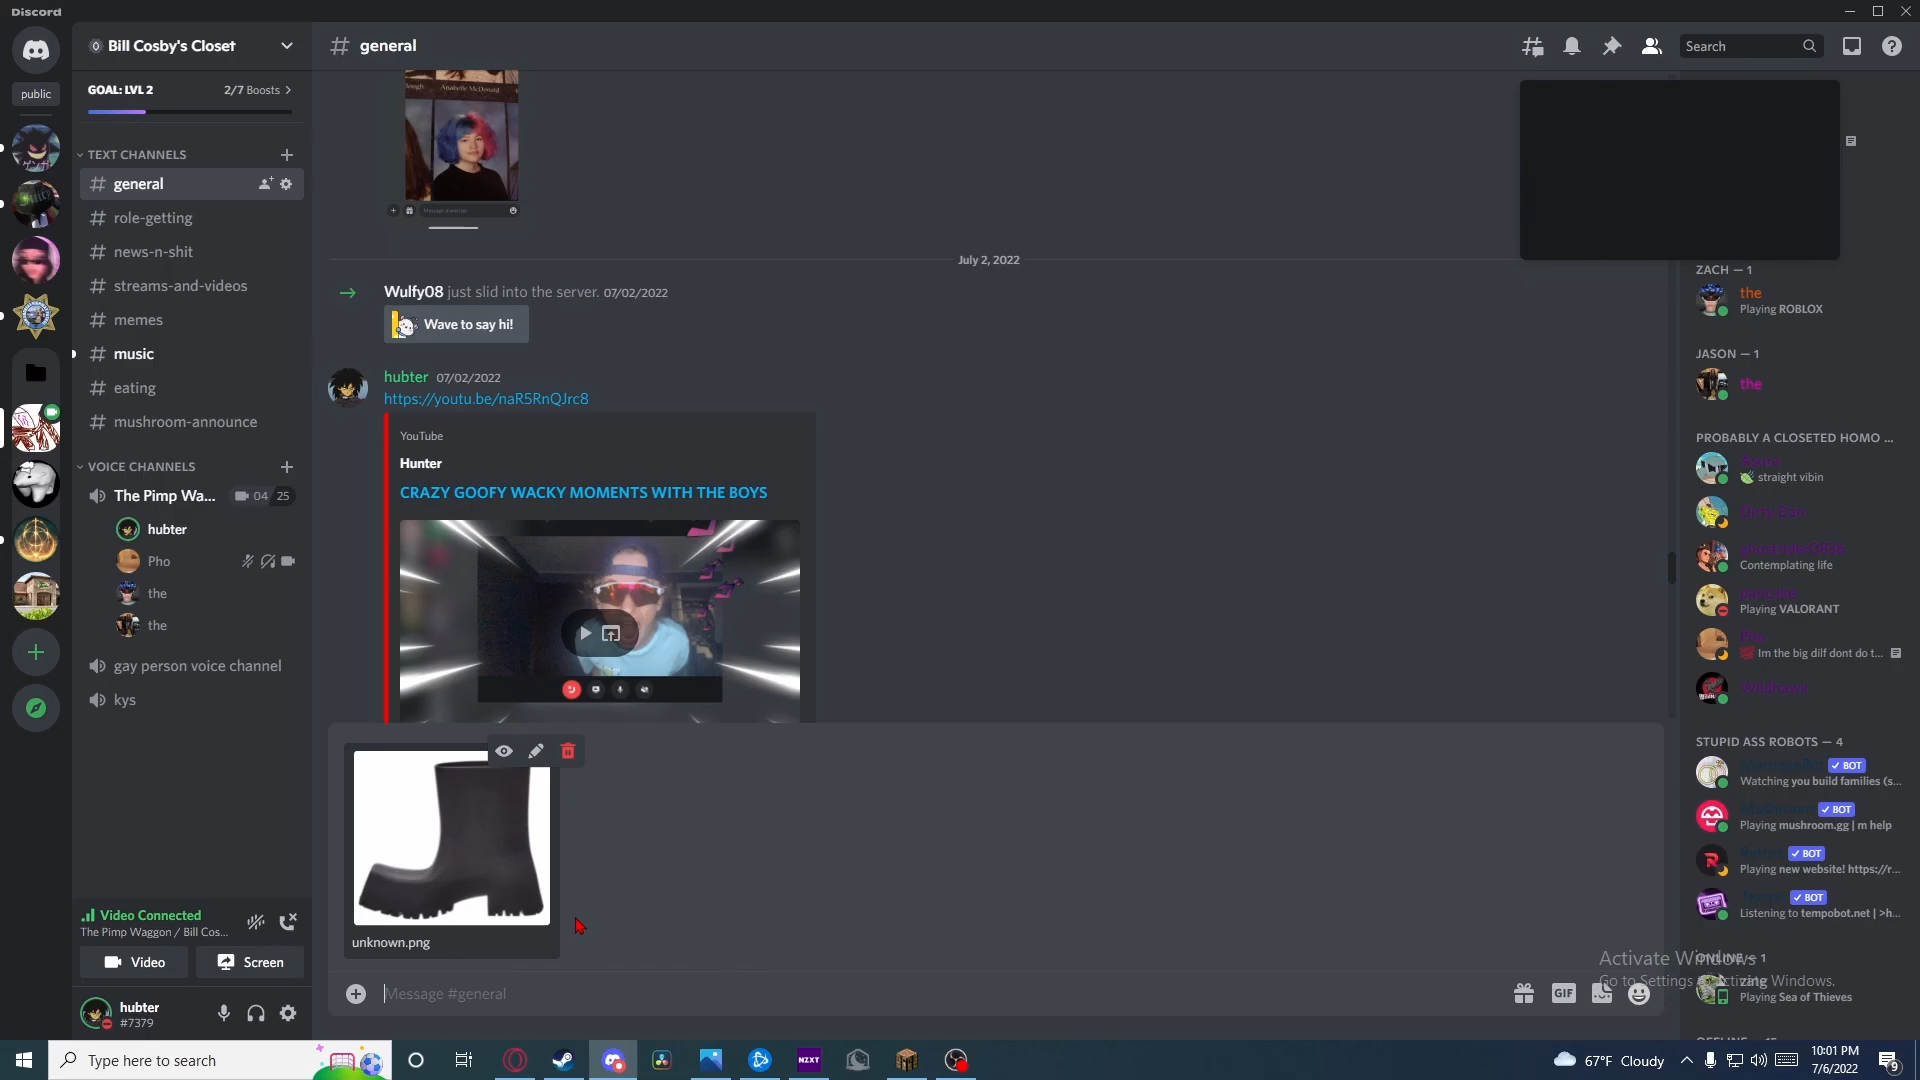 Discord
public
Bill Cosby's Closet
GOAL: LVL 2
2/7 Boosts
TEXT CHANNELS
general
role-getting
news-n-shit
streams-and-videos
memes
music
eating
mushroom-announce
VOICE CHANNELS
The Pimp Wa...
04 25
hubter
Pho
the
the
gay person voice channel
kys
Video Connected
The Pimp Waggon / Bill Cos...
Video
Screen
hubter
#7379
# general
Search
July 2, 2022
Wulfy08 just slid into the server. 07/02/2022
Wave to say hi!
hubter 07/02/2022
https://youtu.be/naR5RnQJrc8
YouTube
Hunter
CRAZY GOOFY WACKY MOMENTS WITH THE BOYS
unknown.png
Message #general
GIF
ZACH — 1
the
Playing ROBLOX
JASON — 1
the
PROBABLY A CLOSETED HOMO ...
straight vibin
Contemplating life
Playing VALORANT
Pho
Im the big dilf dont do t...
STUPID ASS ROBOTS — 4
BOT
Watching you build families (s...
BOT
Playing mushroom.gg | m help
BOT
Playing new website! https://r...
BOT
Listening to tempobot.net | >h...
ONLINE — 1
zing
Playing Sea of Thieves
Activate Windows
Go to Settings to activate Windows.
Type here to search
NZXT
67°F Cloudy
10:01 PM
7/6/2022
9